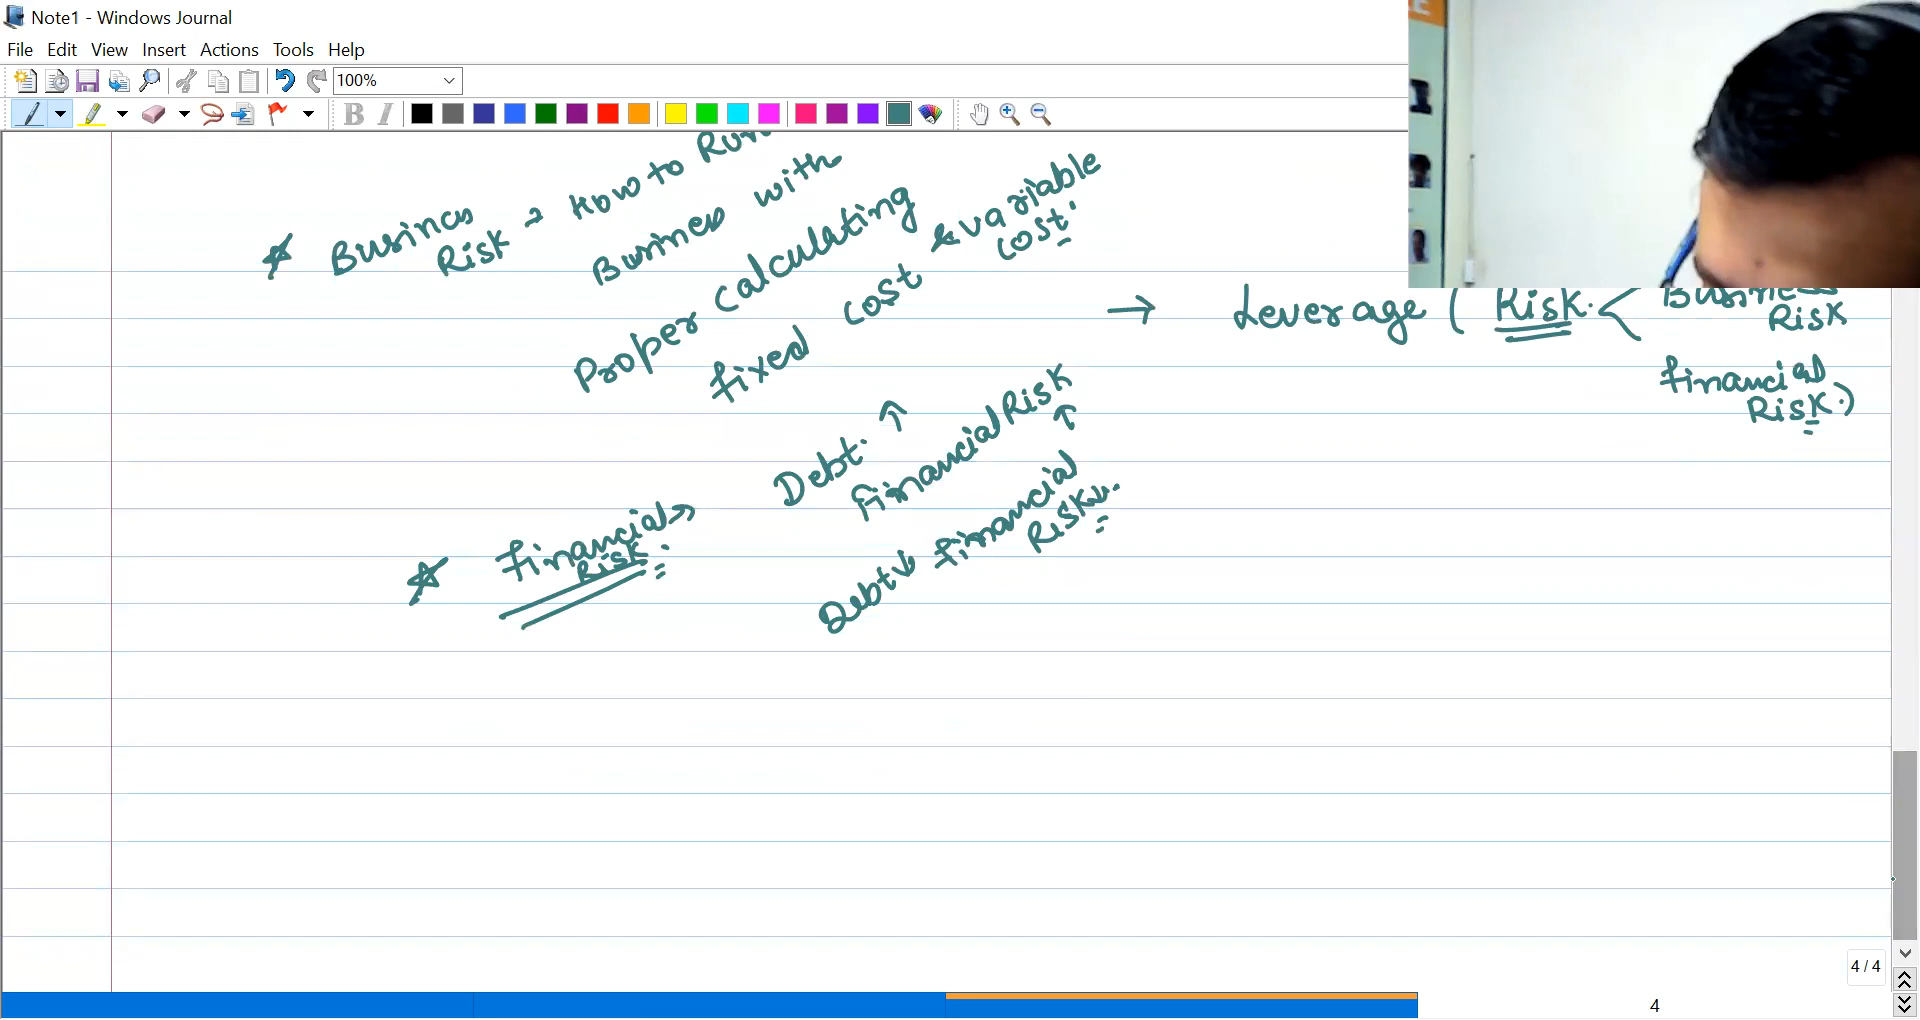 Note1 - Windows Journal
File Edit View Insert Actions Tools Help
100%
B I
* Business Risk → How to Run
Business with
Proper Calculating
fixed cost & variable cost.
→ Leverage ( Risk. < Business Risk
financial Risk.)
* financial Risk. → Debt. ↑
financial Risk ↑
Debt ↓ financial Risk ↓.
4 / 4
4